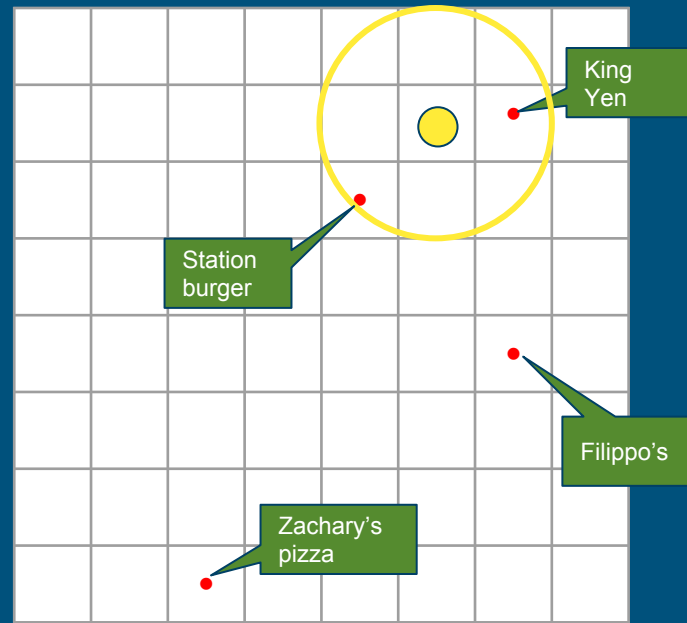 King
Yen
Station
burger
Filippo's
Zachary's
pizza